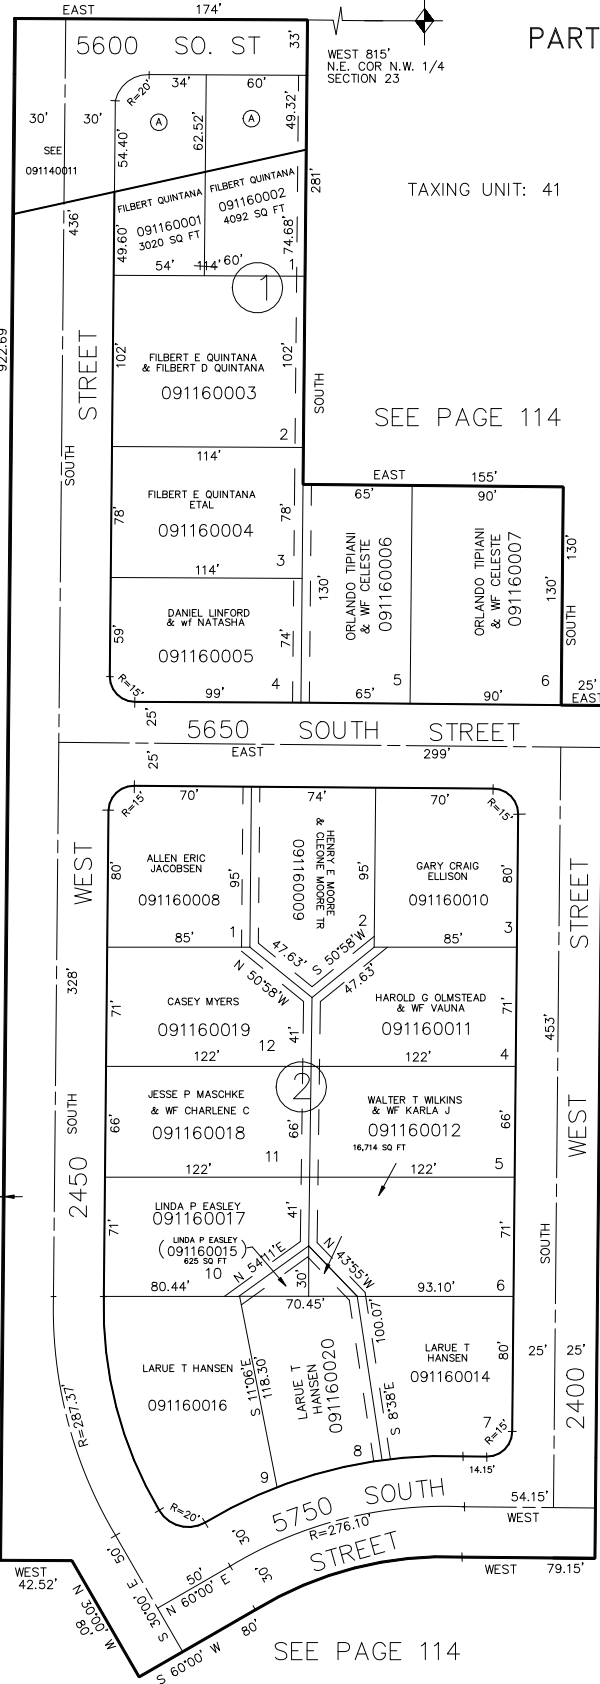 EAST
174'
5600 SO. ST
33'
WEST 815'
N.E. COR N.W. 1/4
SECTION 23
PART
R=20'
34'
60'
30'
30'
A
A
54.40'
62.52'
49.32'
SEE
091140011
281'
TAXING UNIT: 41
436'
FILBERT QUINTANA
091160001
3020 SQ FT
FILBERT QUINTANA
091160002
4092 SQ FT
49.60'
74.68'
54'
114'
60'
1
1
922.69
STREET
102'
FILBERT E QUINTANA
& FILBERT D QUINTANA
091160003
102'
SOUTH
SEE PAGE 114
2
SOUTH
114'
EAST
155'
65'
90'
78'
FILBERT E QUINTANA
ETAL
091160004
78'
3
114'
130'
ORLANDO TIPIANI
& WF CELESTE
091160006
ORLANDO TIPIANI
& WF CELESTE
091160007
130'
130'
SOUTH
59'
DANIEL LINFORD
& wf NATASHA
091160005
74'
4
5
6
R=15'
99'
65'
90'
25'
EAST
25'
5650 SOUTH STREET
EAST
299'
25'
R=15'
70'
74'
70'
R=15'
WEST
80'
ALLEN ERIC
JACOBSEN
091160008
95'
HENRY E MOORE
& CLEONE MOORE TR
091160009
95'
GARY CRAIG
ELLISON
091160010
80'
STREET
1
2
3
85'
47.63'
S 50°58'W
85'
N 50°58'W
47.63'
328'
71'
CASEY MYERS
091160019
41'
HAROLD G OLMSTEAD
& WF VAUNA
091160011
71'
453'
12
4
122'
122'
2
SOUTH
66'
JESSE P MASCHKE
& WF CHARLENE C
091160018
66'
WALTER T WILKINS
& WF KARLA J
091160012
16,714 SQ FT
66'
WEST
11
5
122'
122'
2450
71'
LINDA P EASLEY
091160017
41'
LINDA P EASLEY
(091160015)
625 SQ FT
10
N 54°11'E
N 43°55'W
71'
SOUTH
80.44'
30'
70.45'
93.10'
6
100.07'
R=287.37'
LARUE T HANSEN
091160016
S 11°06'E
118.30'
LARUE T
HANSEN
091160020
S 8°38'E
LARUE T
HANSEN
091160014
80'
25'
25'
2400
9
8
7
R=15'
14.15'
R=20'
5750 SOUTH
STREET
R=276.10'
54.15'
WEST
30'
30'
50'
50'
WEST
42.52'
N 30°00' W
80'
S 30°00' E
N 60°00' E
80'
S 60°00' W
WEST
79.15'
SEE PAGE 114